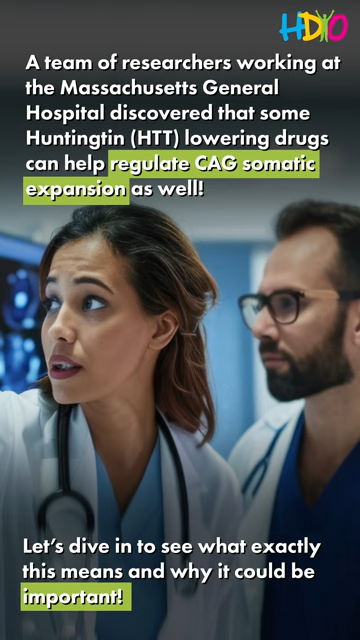 HDYO
A team of researchers working at
the Massachusetts General
Hospital discovered that some
Huntingtin (HTT) lowering drugs
can help regulate CAG somatic
expansion as well!
Let's dive in to see what exactly
this means and why it could be
important!